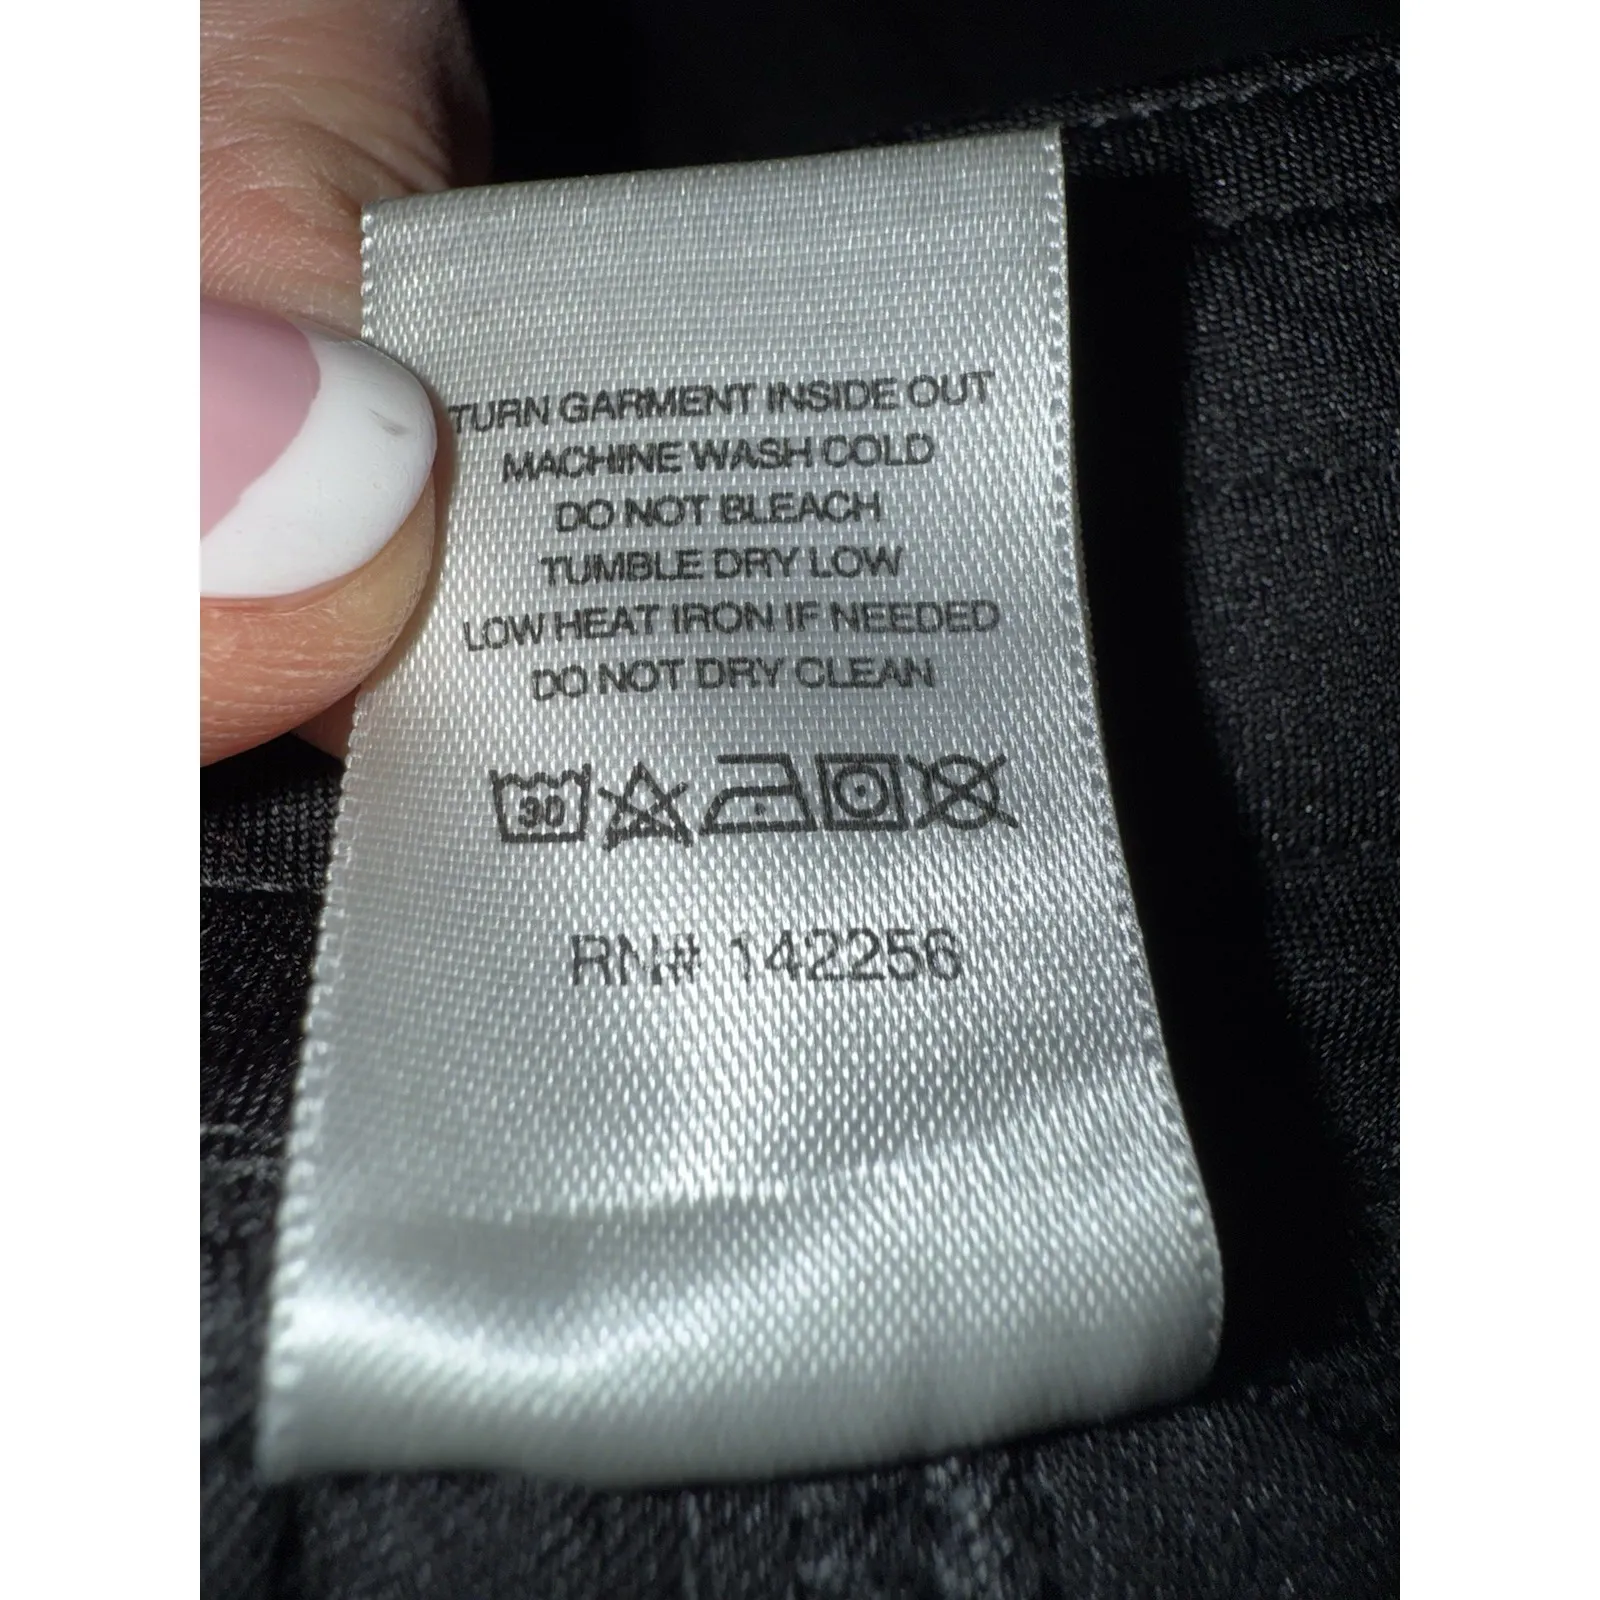 TURN GARMENT INSIDE OUT
MACHINE WASH COLD
DO NOT BLEACH
TUMBLE DRY LOW
LOW HEAT IRON IF NEEDED
DO NOT DRY CLEAN
30
RN# 142256